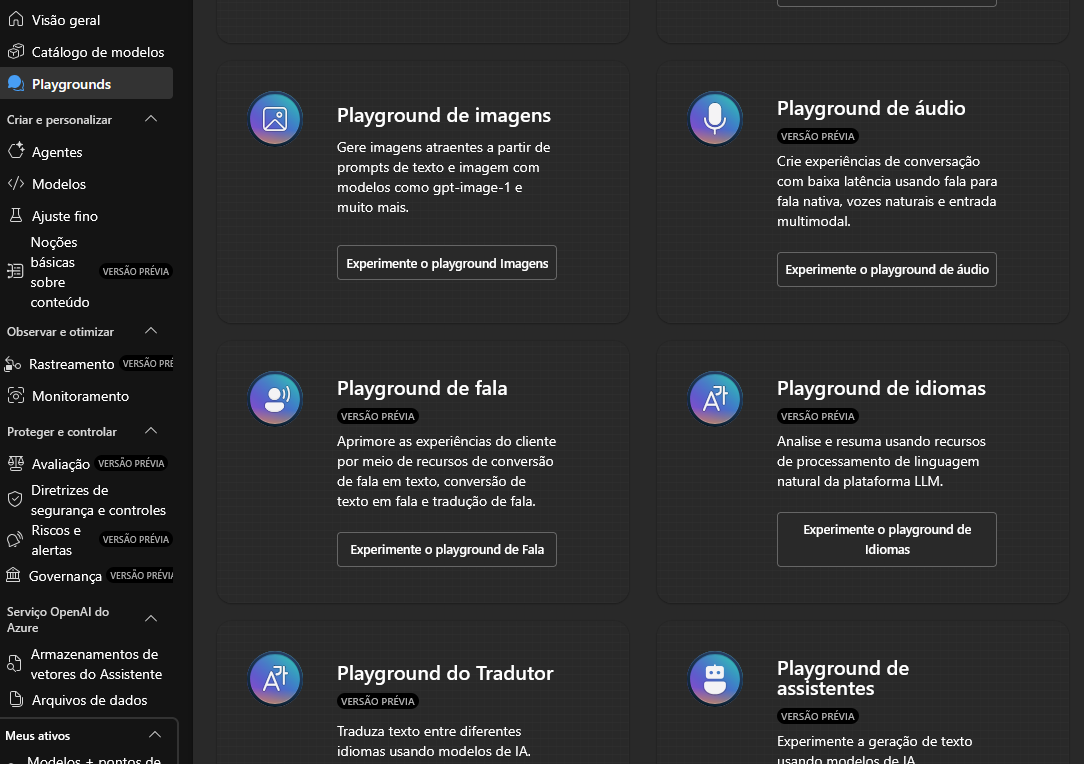 Visão geral
Catálogo de modelos
Playgrounds
Criar e personalizar
Agentes
Modelos
Ajuste fino
Noções
básicas
sobre
conteúdo
VERSÃO PRÉVIA
Observar e otimizar
Rastreamento VERSÃO PRÉ
Monitoramento
Proteger e controlar
Avaliação VERSÃO PRÉVIA
Diretrizes de
segurança e controles
Riscos e
alertas
VERSÃO PRÉVIA
Governança VERSÃO PRÉVIA
Serviço OpenAI do
Azure
Armazenamentos de
vetores do Assistente
Arquivos de dados
Meus ativos
Modelos + pontos de
Playground de imagens
Gere imagens atraentes a partir de
prompts de texto e imagem com
modelos como gpt-image-1 e
muito mais.
Experimente o playground Imagens
Playground de áudio
VERSÃO PRÉVIA
Crie experiências de conversação
com baixa latência usando fala para
fala nativa, vozes naturais e entrada
multimodal.
Experimente o playground de áudio
Playground de fala
VERSÃO PRÉVIA
Aprimore as experiências do cliente
por meio de recursos de conversão
de fala em texto, conversão de
texto em fala e tradução de fala.
Experimente o playground de Fala
Playground de idiomas
VERSÃO PRÉVIA
Analise e resuma usando recursos
de processamento de linguagem
natural da plataforma LLM.
Experimente o playground de
Idiomas
Playground do Tradutor
VERSÃO PRÉVIA
Traduza texto entre diferentes
idiomas usando modelos de IA.
Playground de
assistentes
VERSÃO PRÉVIA
Experimente a geração de texto
usando modelos de IA